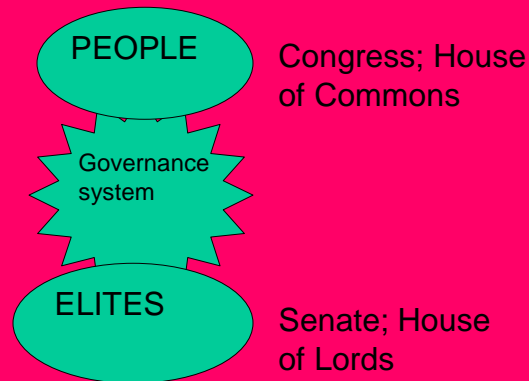 PEOPLE
Congress; House
of Commons
Governance
system
ELITES
Senate; House
of Lords